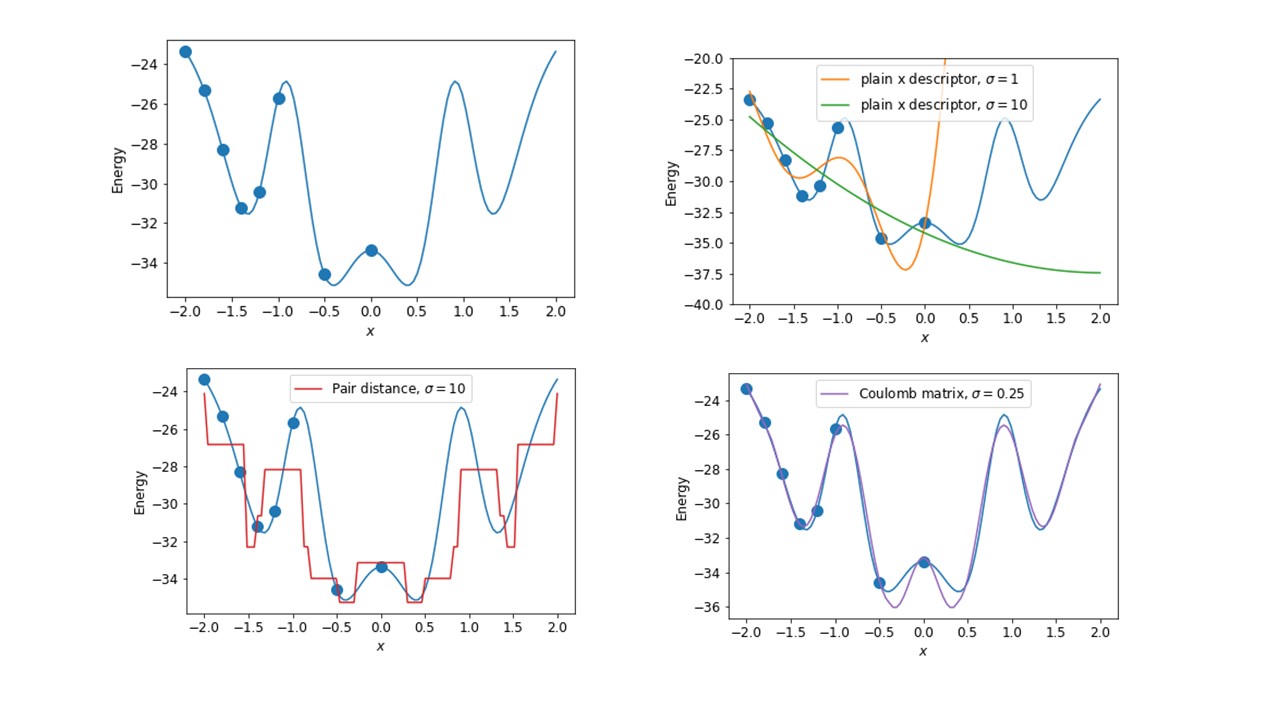 −24
−26
−28
−30
−32
−34
Energy
−2.0 −1.5 −1.0 −0.5 0.0 0.5 1.0 1.5 2.0
x
−20.0
−22.5
−25.0
−27.5
−30.0
−32.5
−35.0
−37.5
−40.0
Energy
plain x descriptor, σ = 1
plain x descriptor, σ = 10
−2.0 −1.5 −1.0 −0.5 0.0 0.5 1.0 1.5 2.0
x
−24
−26
−28
−30
−32
−34
Energy
Pair distance, σ = 10
−2.0 −1.5 −1.0 −0.5 0.0 0.5 1.0 1.5 2.0
x
−24
−26
−28
−30
−32
−34
−36
Energy
Coulomb matrix, σ = 0.25
−2.0 −1.5 −1.0 −0.5 0.0 0.5 1.0 1.5 2.0
x